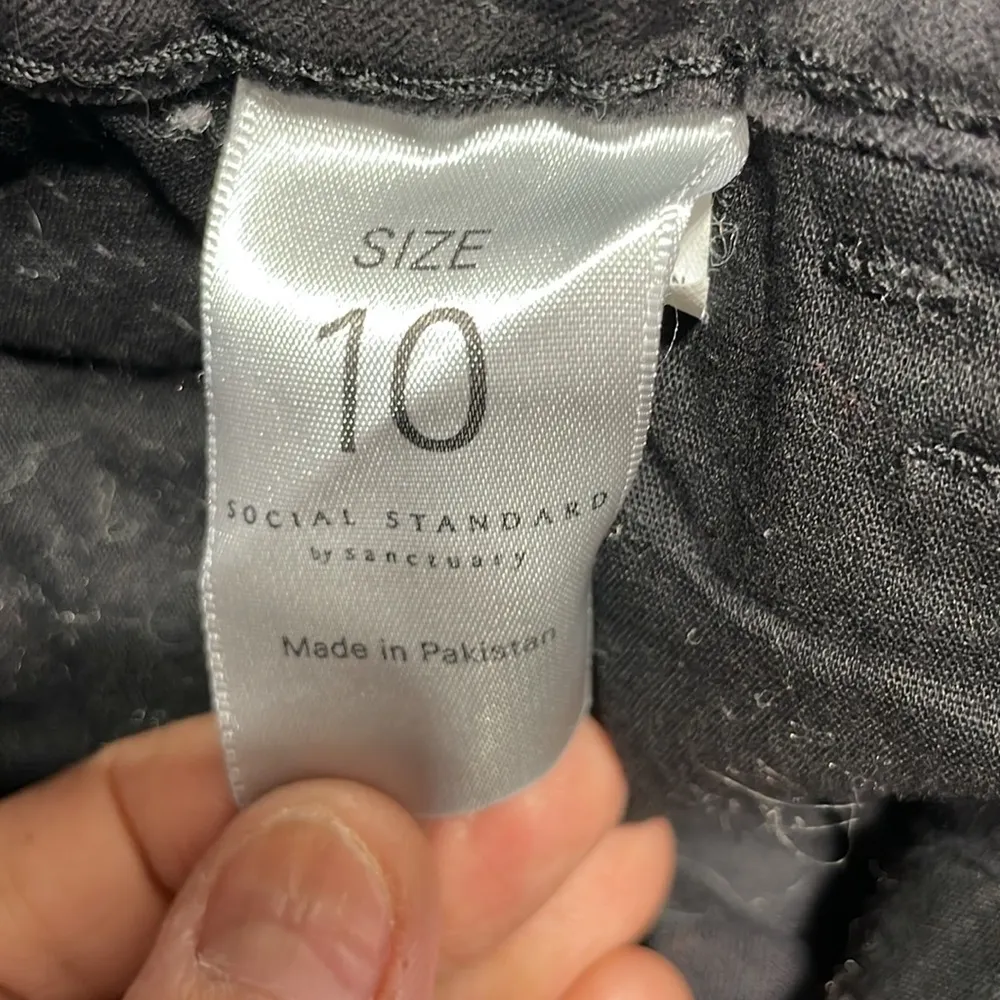 SIZE
10
SOCIAL STANDARD
by sanctuary
Made in Pakistan